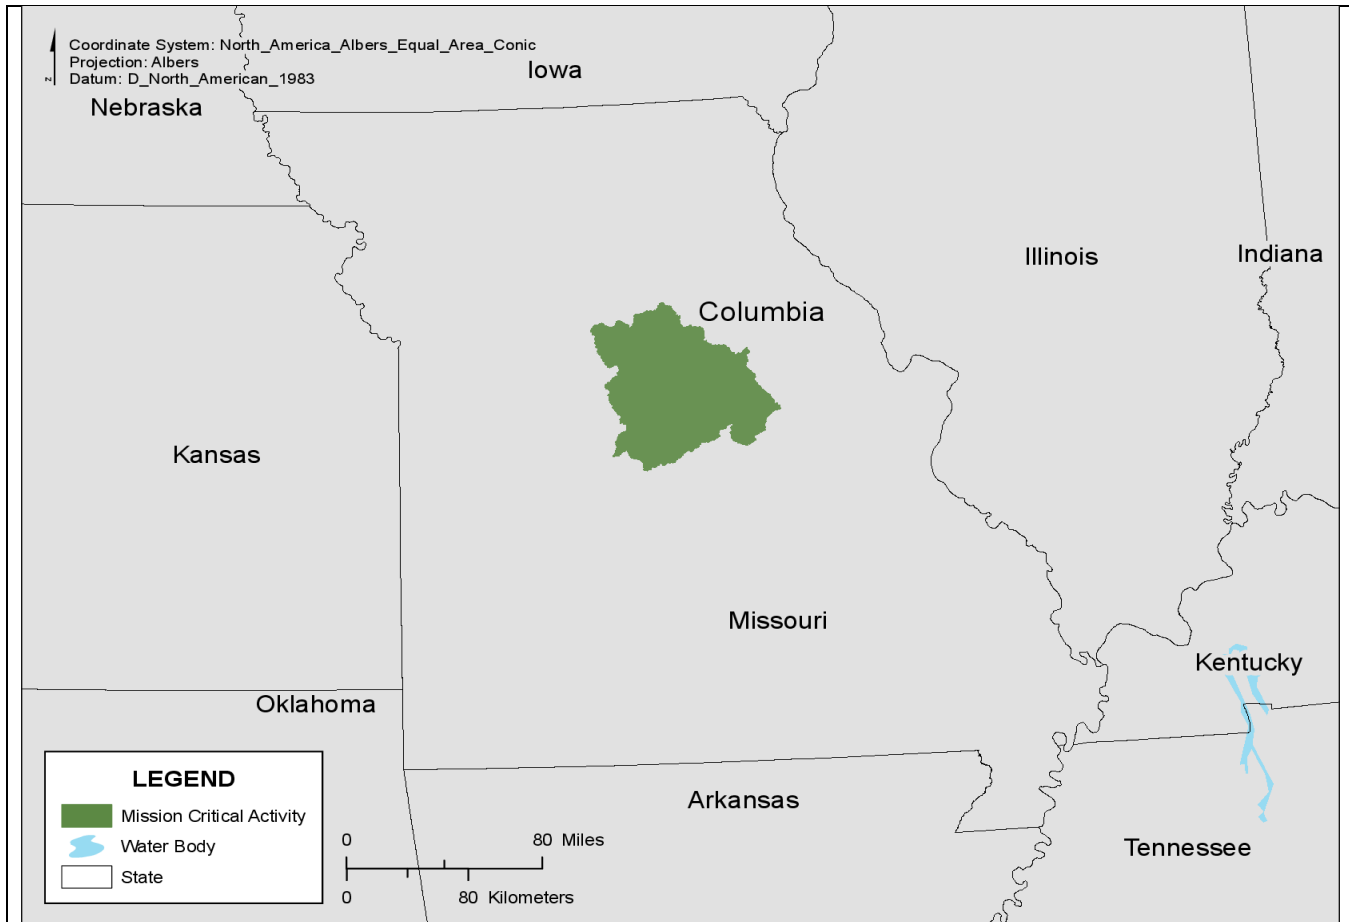 Coordinate System: North_America_Albers_Equal_Area_Conic
Projection: Albers
Datum: D_North_American_1983
z
Iowa
Nebraska
Illinois
Indiana
Columbia
Kansas
Missouri
Kentucky
Oklahoma
Arkansas
Tennessee
LEGEND
Mission Critical Activity
Water Body
State
0 80 Miles
0 80 Kilometers